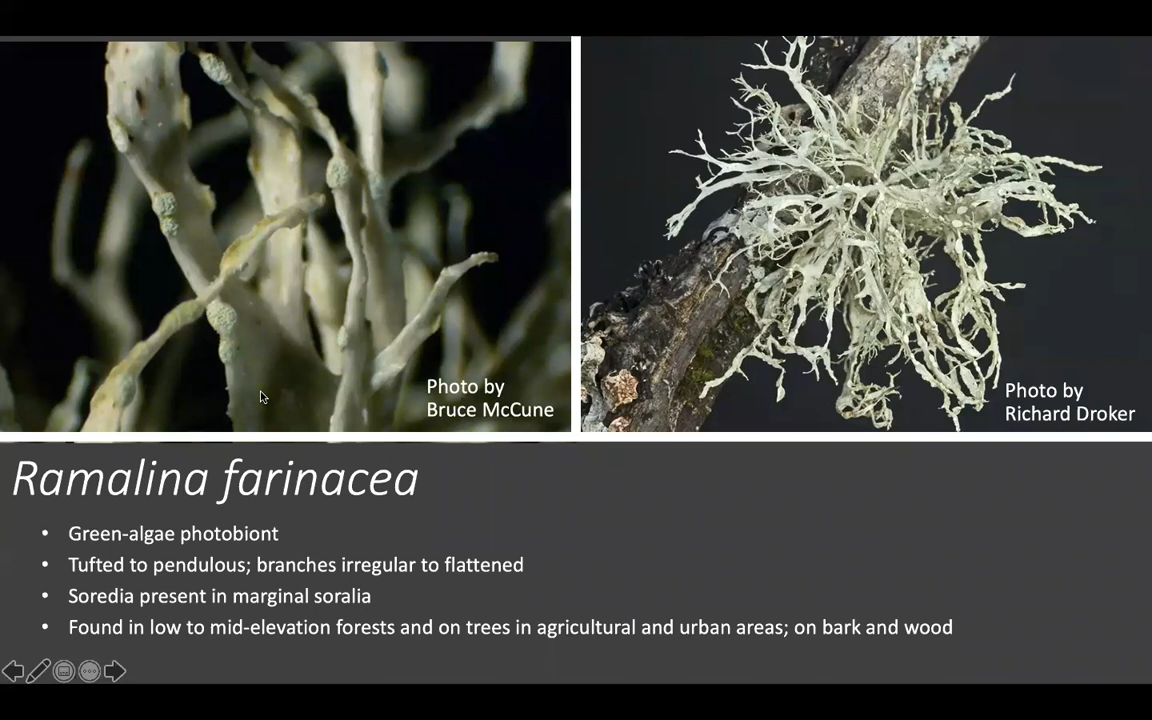 Photo by
Bruce McCune
Photo by
Richard Droker
Ramalina farinacea
• Green-algae photobiont
• Tufted to pendulous; branches irregular to flattened
• Soredia present in marginal soralia
• Found in low to mid-elevation forests and on trees in agricultural and urban areas; on bark and wood